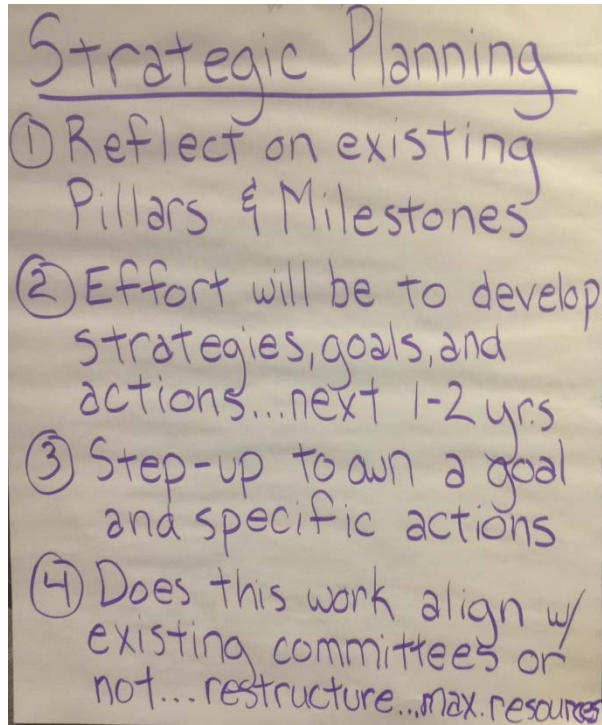 Strategic Planning
① Reflect on existing
Pillars & Milestones
② Effort will be to develop
strategies, goals, and
actions...next 1-2 yrs
③ Step-up to own a goal
and specific actions
④ Does this work align w/
existing committees or
not... restructure...max. resources